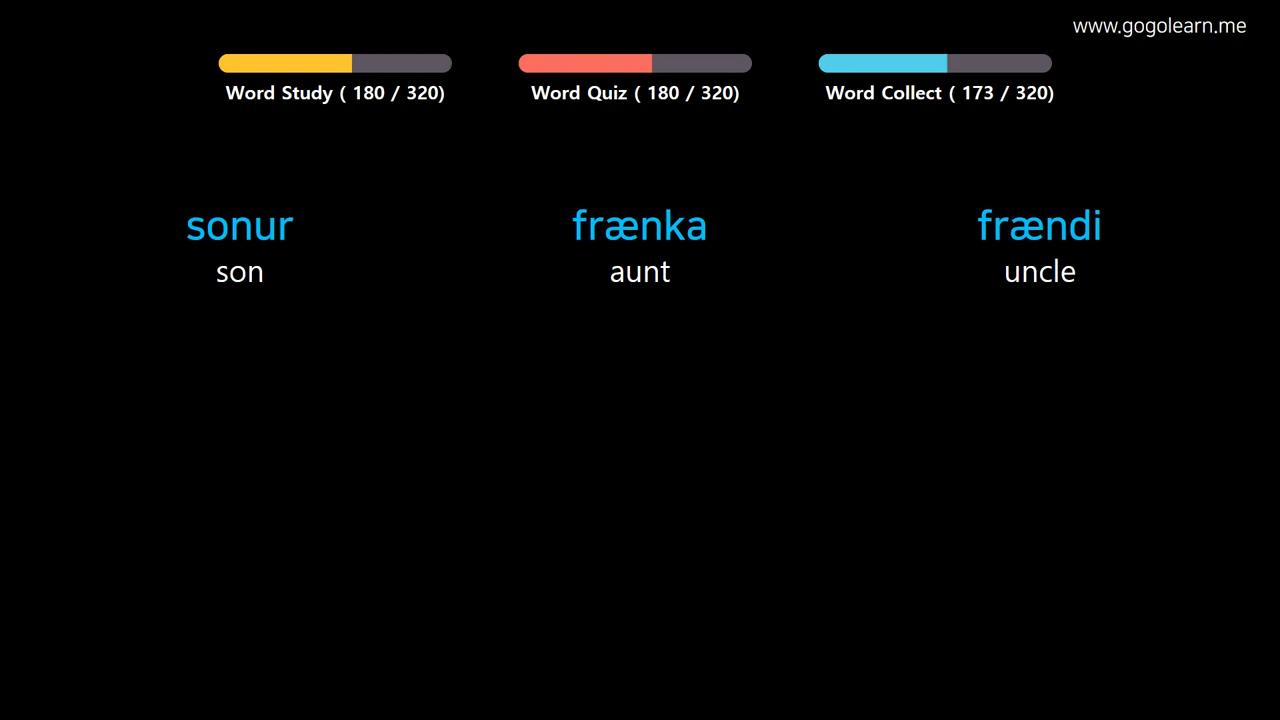 www.gogolearn.me
Word Study ( 180 / 320)
Word Quiz ( 180 / 320)
Word Collect ( 173 / 320)
sonur
son
frænka
aunt
frændi
uncle